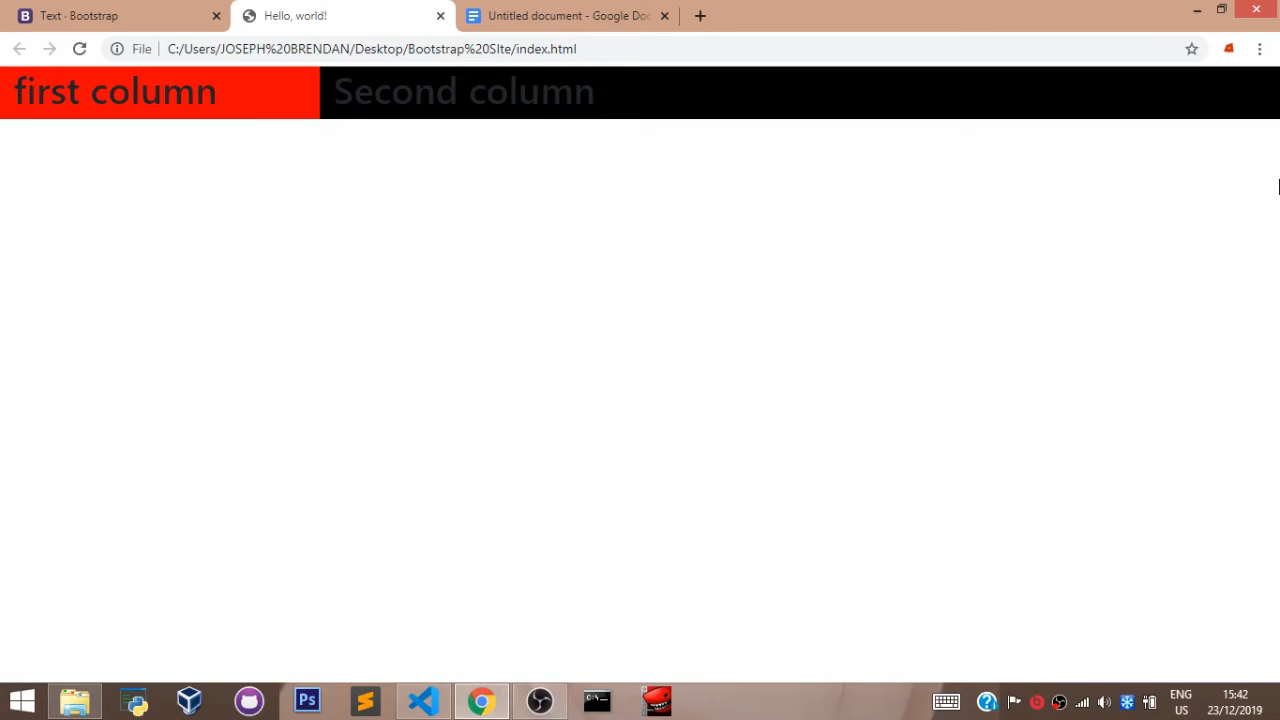 Text - Bootstrap
Hello, world!
Untitled document - Google Doc
File
C:/Users/JOSEPH%20BRENDAN/Desktop/Bootstrap%20SIte/index.html
first column
Second column
Ps
ENG
US
15:42
23/12/2019